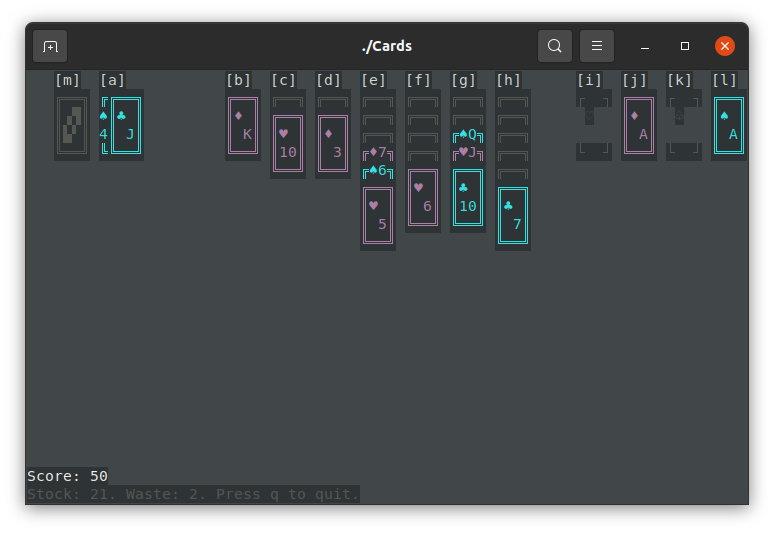 ./Cards
[m] [a] [b] [c] [d] [e] [f] [g] [h] [i] [j] [k] [l]
♠ ♣ ♦ ♥ ♦ ♠Q ♦ ♠
4 J K 10 3 ♦7 ♥J A A
♠6
♥ ♥ ♣
5 6 10 ♣
7
Score: 50
Stock: 21. Waste: 2. Press q to quit.